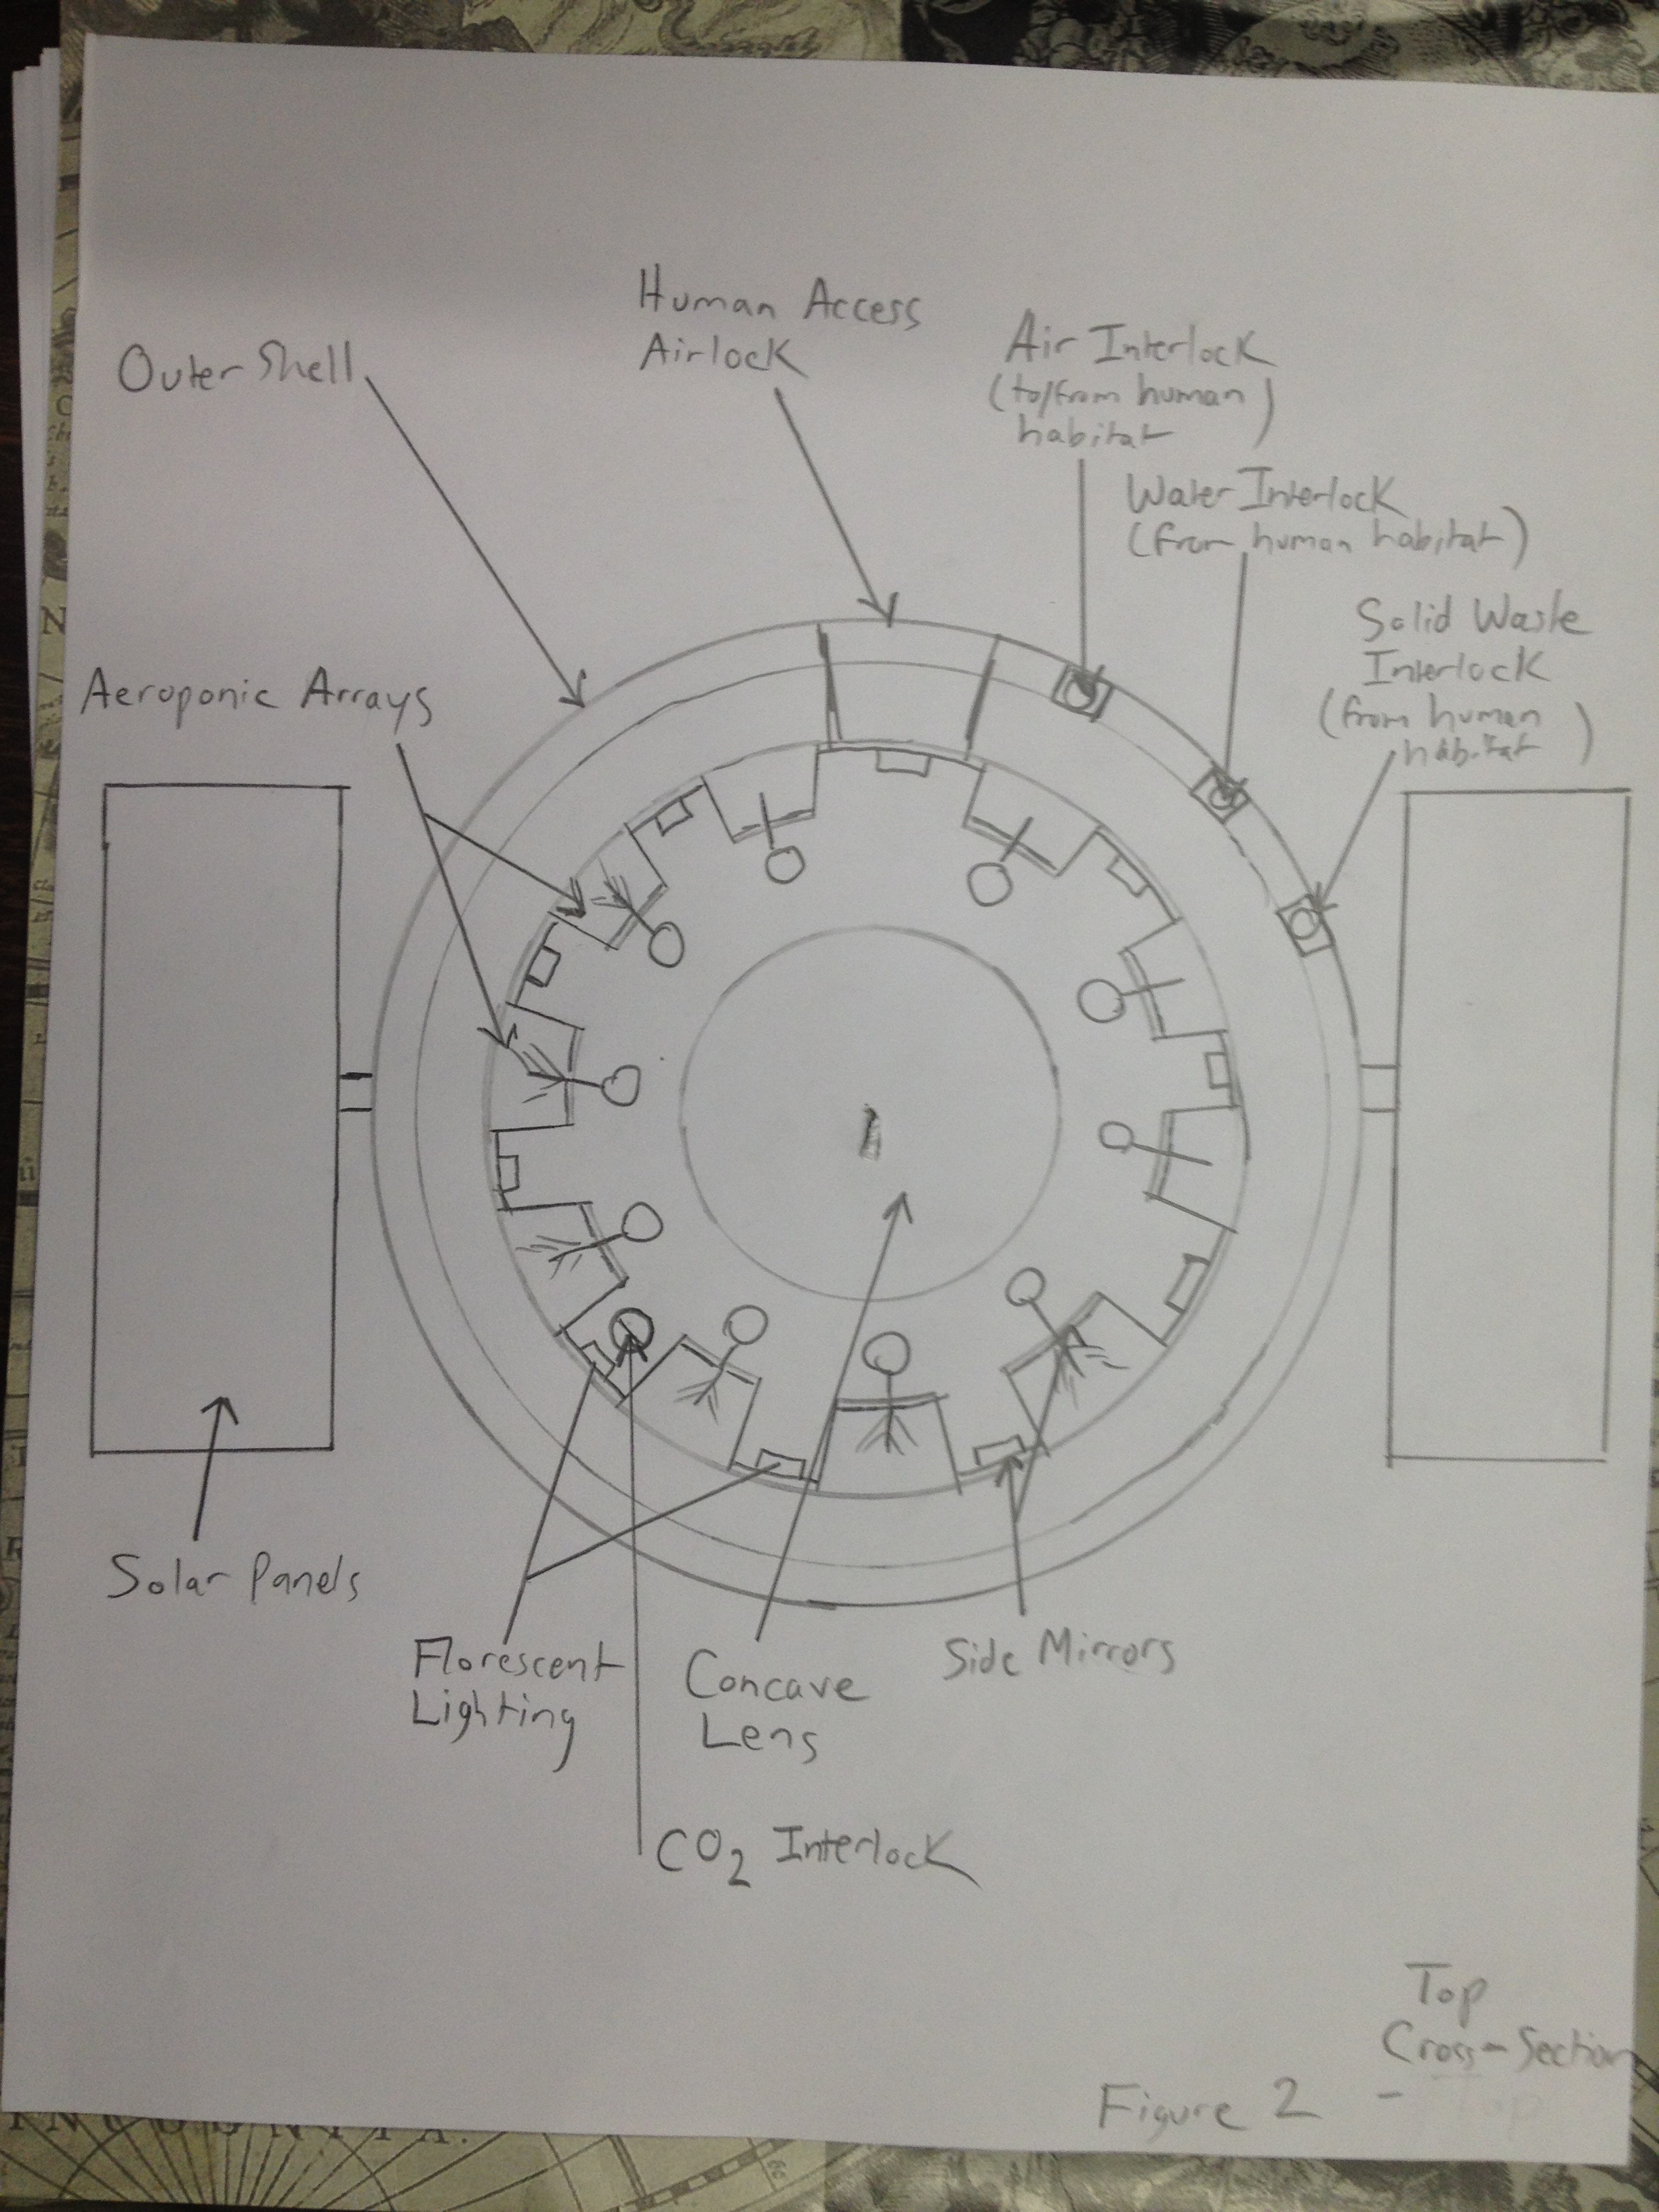 Human Access
Airlock
Outer Shell
Air Interlock
(to/from human)
habitat
Water Interlock
(from human habitat)
Solid Waste
Interlock
(from human
habitat)
Aeroponic Arrays
Solar Panels
Florescent
Lighting
Concave
Lens
Side Mirrors
CO2 Interlock
Top
Cross-Section
Figure 2 -
Top